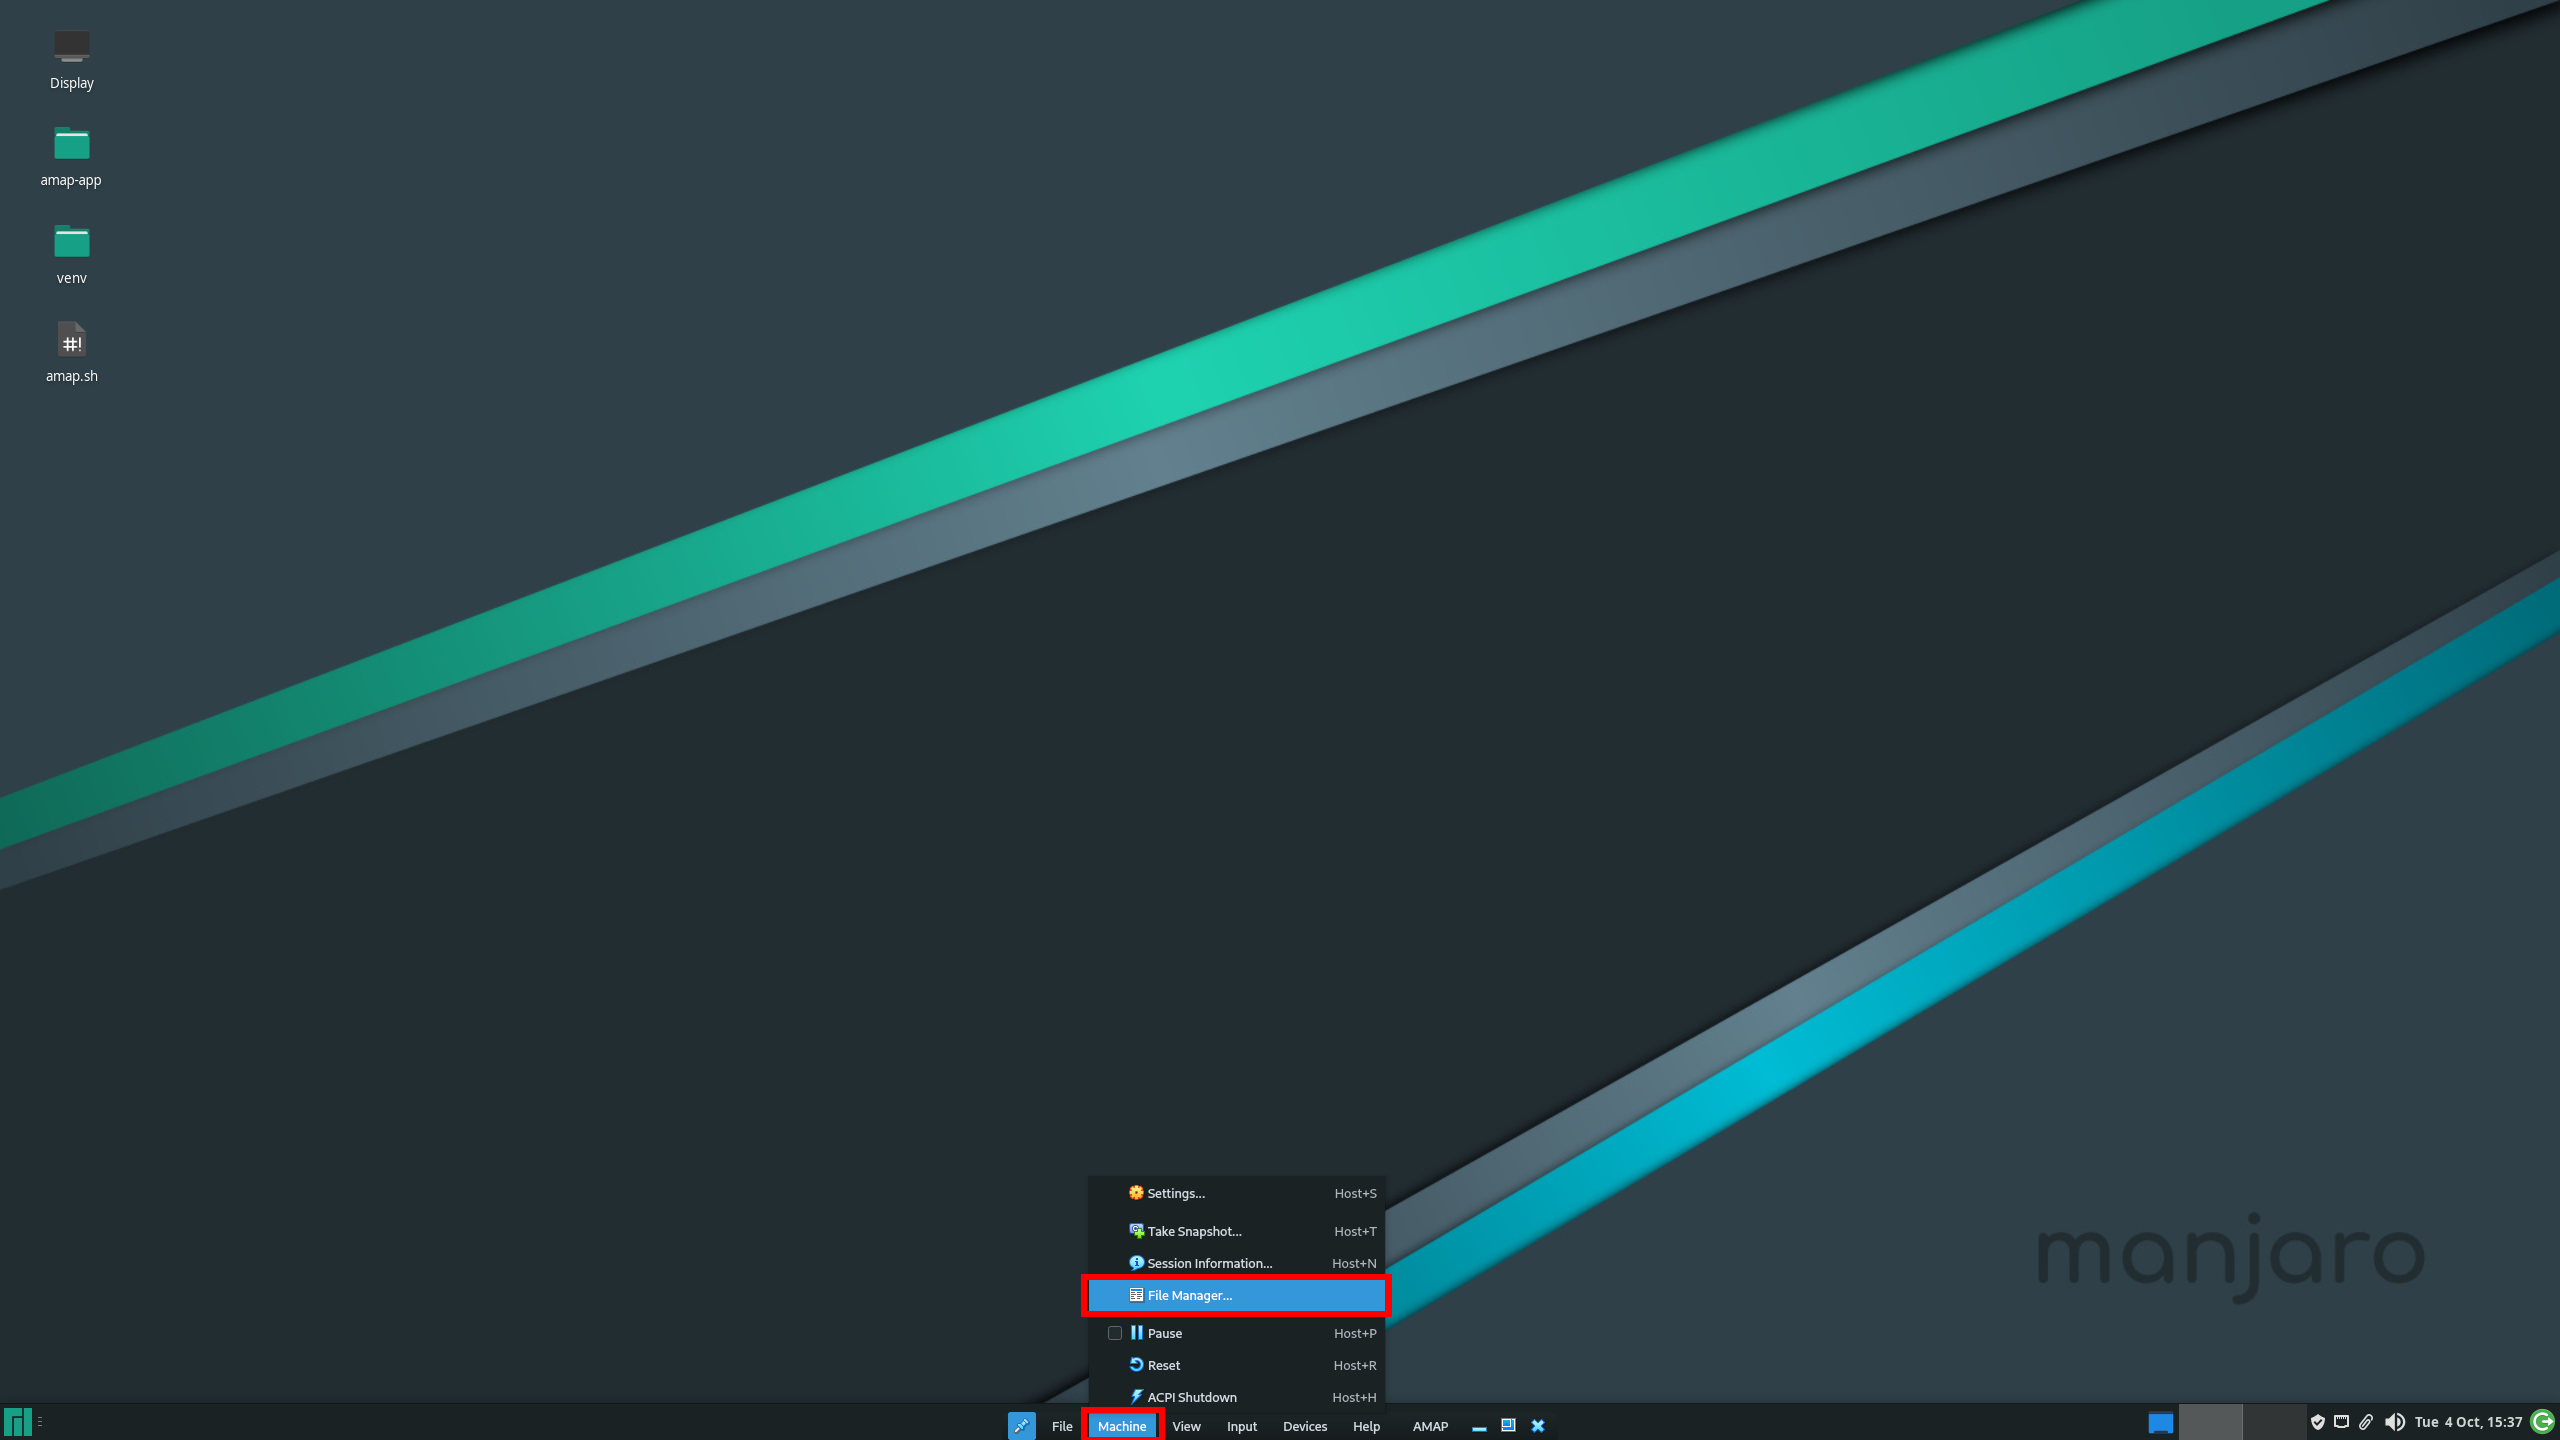 Display
amap-app
venv
#!
amap.sh
manjaro
Settings... Host+S
Take Snapshot... Host+T
Session Information... Host+N
File Manager...
Pause Host+P
Reset Host+R
ACPI Shutdown Host+H
File Machine View Input Devices Help AMAP
Tue 4 Oct, 15:37